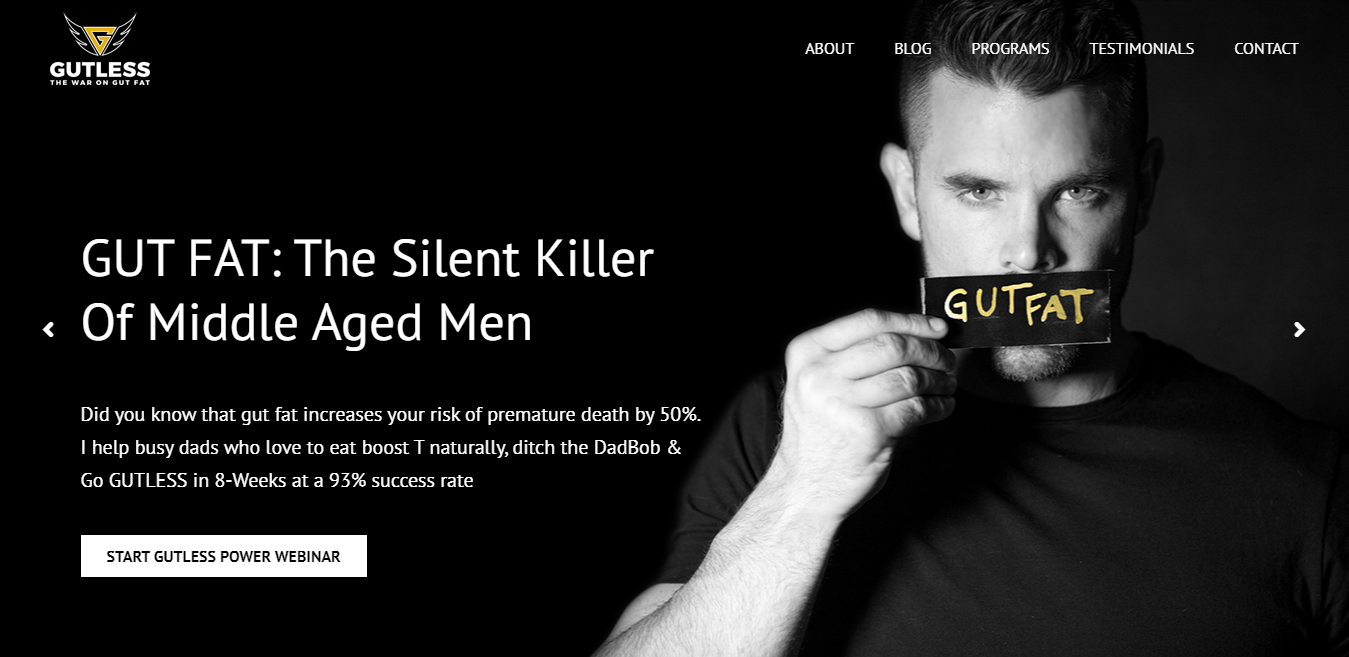 GUTLESS
THE WAR ON GUT FAT
ABOUT BLOG PROGRAMS TESTIMONIALS CONTACT
GUT FAT: The Silent Killer
Of Middle Aged Men
GUT FAT
Did you know that gut fat increases your risk of premature death by 50%.
I help busy dads who love to eat boost T naturally, ditch the DadBob &
Go GUTLESS in 8-Weeks at a 93% success rate
START GUTLESS POWER WEBINAR